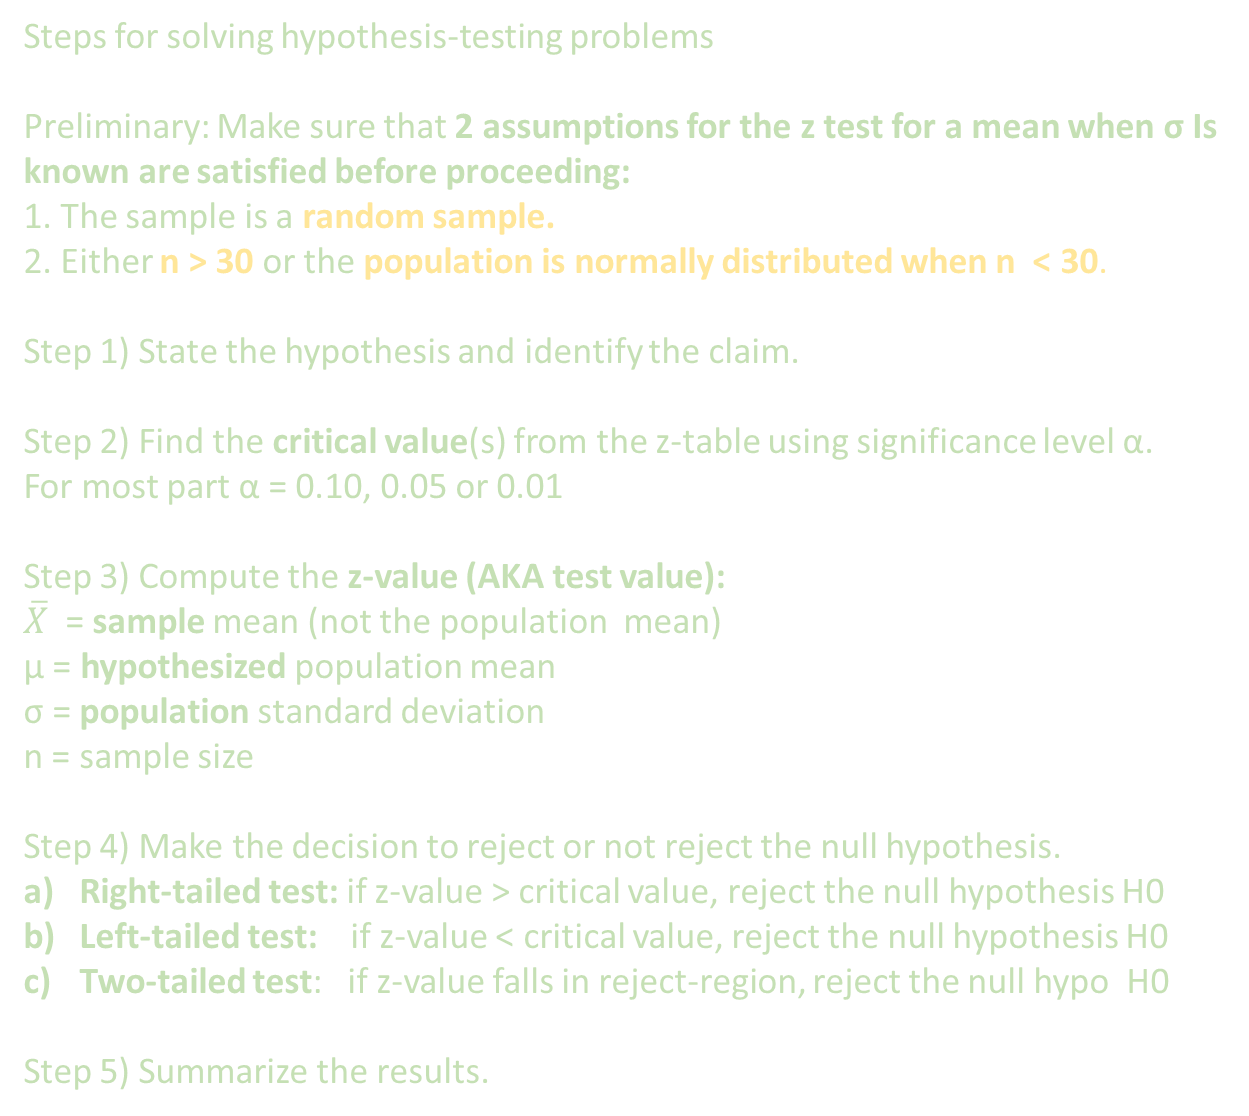 Steps for solving hypothesis-testing problems
Preliminary: Make sure that 2 assumptions for the z test for a mean when σ Is
known are satisfied before proceeding:
1. The sample is a random sample.
2. Either n > 30 or the population is normally distributed when n < 30.
Step 1) State the hypothesis and identify the claim.
Step 2) Find the critical value(s) from the z-table using significance level α.
For most part α = 0.10, 0.05 or 0.01
Step 3) Compute the z-value (AKA test value):
X̅ = sample mean (not the population mean)
µ = hypothesized population mean
σ = population standard deviation
n = sample size
Step 4) Make the decision to reject or not reject the null hypothesis.
a) Right-tailed test: if z-value > critical value, reject the null hypothesis H0
b) Left-tailed test: if z-value < critical value, reject the null hypothesis H0
c) Two-tailed test: if z-value falls in reject-region, reject the null hypo H0
Step 5) Summarize the results.